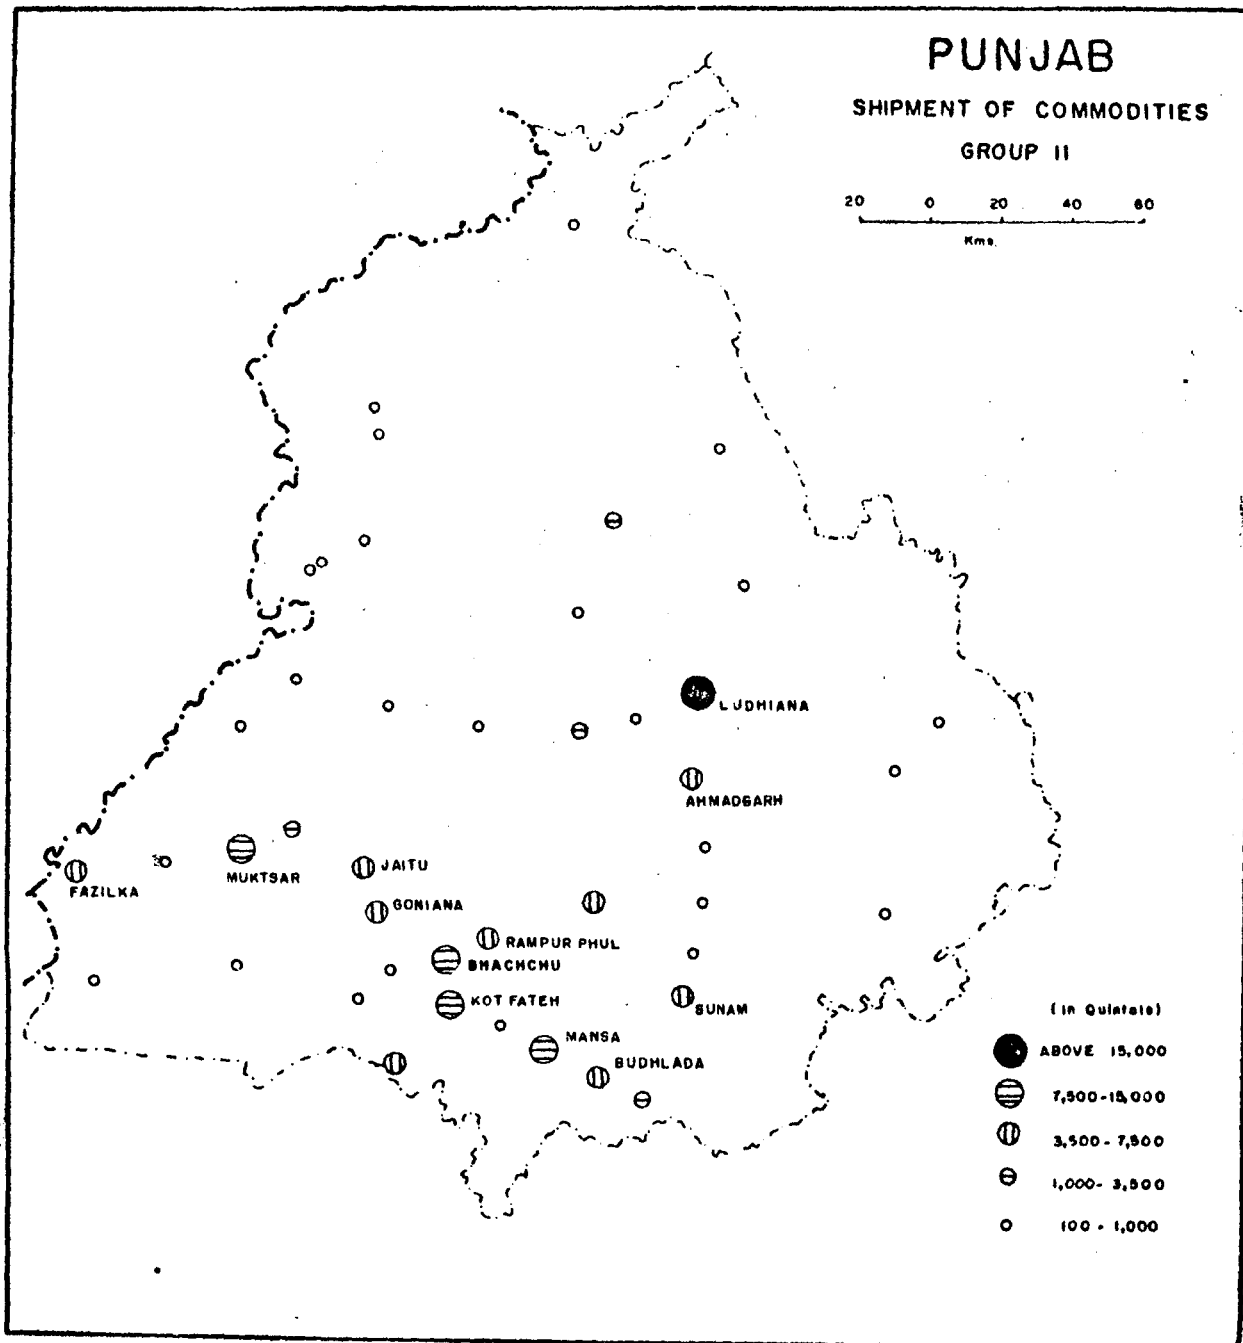 PUNJAB
SHIPMENT OF COMMODITIES
GROUP II
20 0 20 40 60
Kms.
LUDHIANA
AHMADGARH
FAZILKA
MUKTSAR
JAITU
GONIANA
RAMPUR PHUL
BHACHCHU
KOT FATEH
SUNAM
MANSA
BUDHLADA
(In Quintals)
ABOVE 15,000
7,500-15,000
3,500-7,500
1,000-3,500
100-1,000